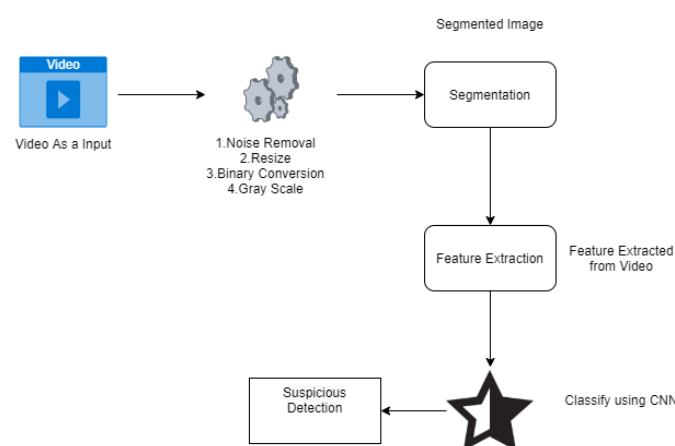 Segmented Image
Video
Segmentation
Video As a Input
1.Noise Removal
2.Resize
3.Binary Conversion
4.Gray Scale
Feature Extraction
Feature Extracted
from Video
Suspicious
Detection
Classify using CNN